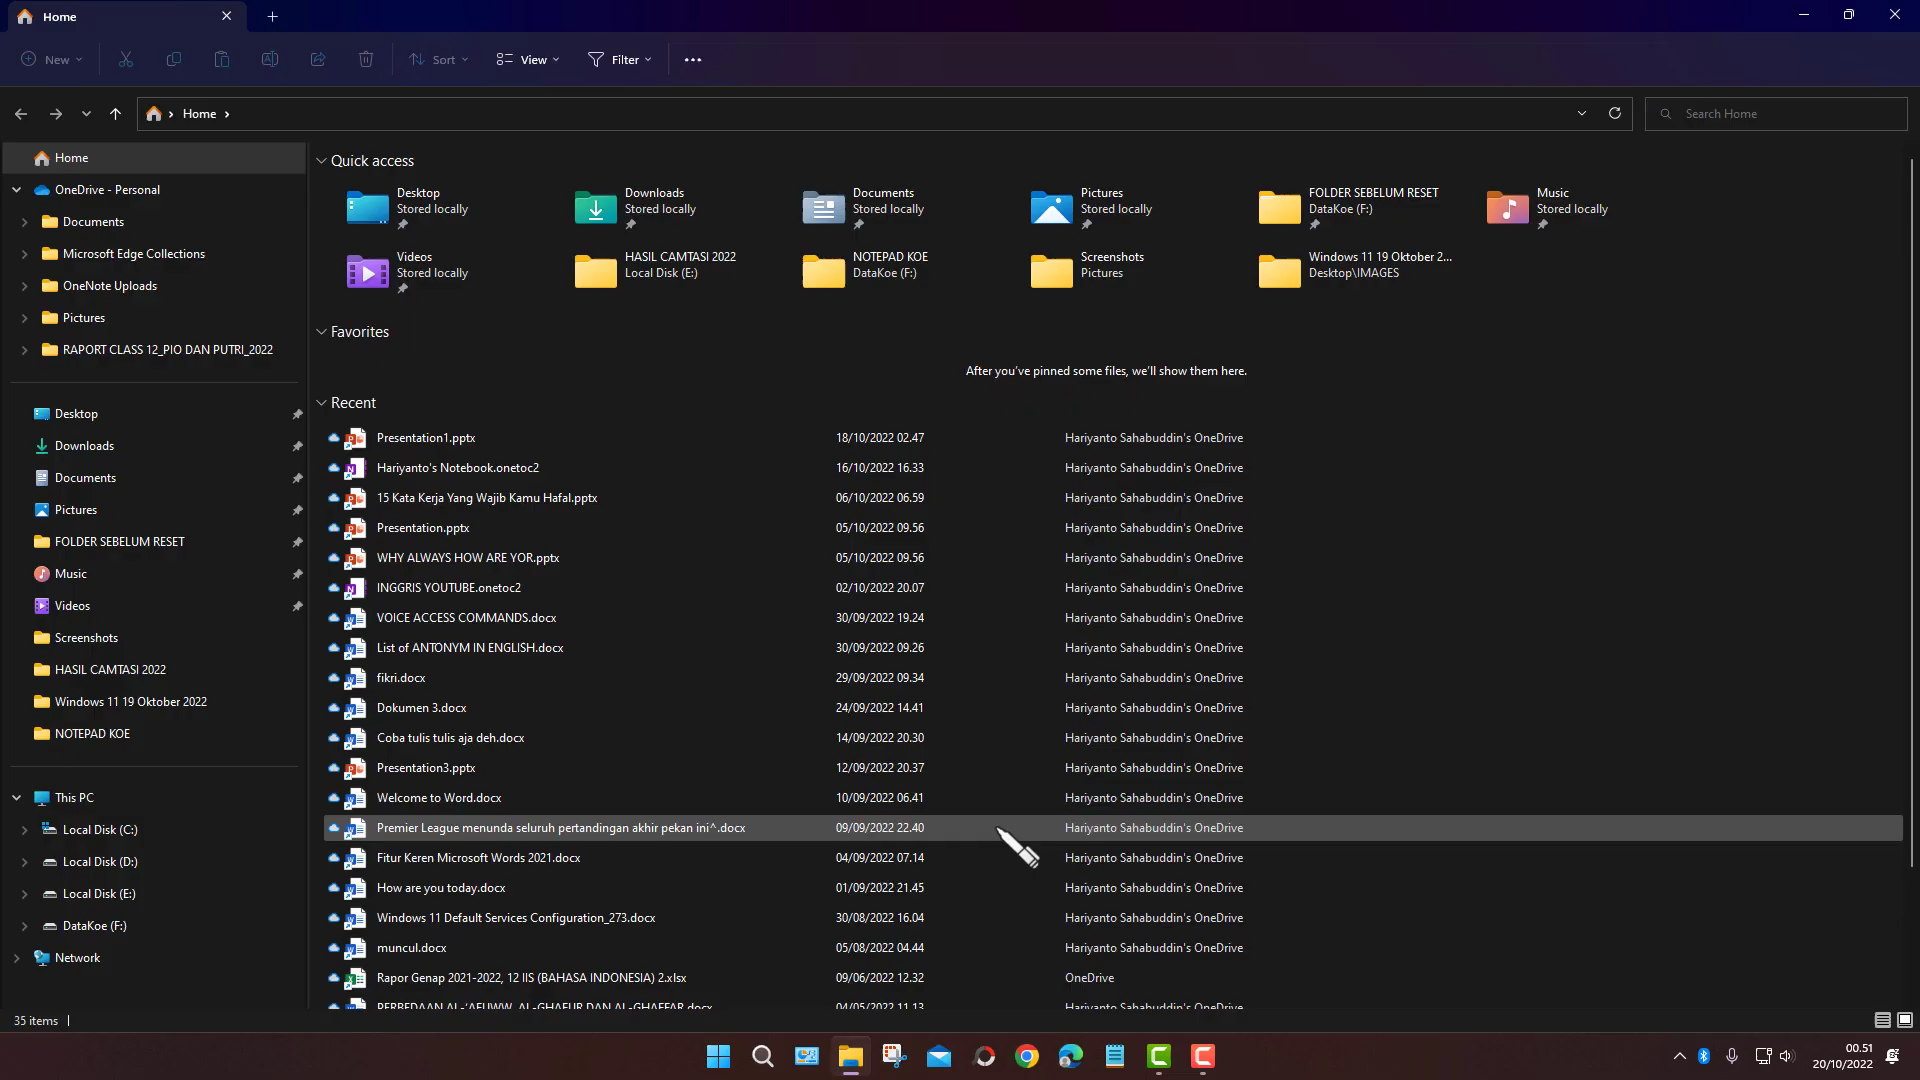 Home
New
Sort
View
Filter
Home
Search Home
Home
OneDrive - Personal
Documents
Microsoft Edge Collections
OneNote Uploads
Pictures
RAPORT CLASS 12_PIO DAN PUTRI_2022
Desktop
Downloads
Documents
Pictures
FOLDER SEBELUM RESET
Music
Videos
Screenshots
HASIL CAMTASI 2022
Windows 11 19 Oktober 2022
NOTEPAD KOE
This PC
Local Disk (C:)
Local Disk (D:)
Local Disk (E:)
DataKoe (F:)
Network
Quick access
Desktop
Stored locally
Downloads
Stored locally
Documents
Stored locally
Pictures
Stored locally
FOLDER SEBELUM RESET
DataKoe (F:)
Music
Stored locally
Videos
Stored locally
HASIL CAMTASI 2022
Local Disk (E:)
NOTEPAD KOE
DataKoe (F:)
Screenshots
Pictures
Windows 11 19 Oktober 2...
Desktop\IMAGES
Favorites
After you've pinned some files, we'll show them here.
Recent
Presentation1.pptx 18/10/2022 02.47 Hariyanto Sahabuddin's OneDrive
Hariyanto's Notebook.onetoc2 16/10/2022 16.33 Hariyanto Sahabuddin's OneDrive
15 Kata Kerja Yang Wajib Kamu Hafal.pptx 06/10/2022 06.59 Hariyanto Sahabuddin's OneDrive
Presentation.pptx 05/10/2022 09.56 Hariyanto Sahabuddin's OneDrive
WHY ALWAYS HOW ARE YOR.pptx 05/10/2022 09.56 Hariyanto Sahabuddin's OneDrive
INGGRIS YOUTUBE.onetoc2 02/10/2022 20.07 Hariyanto Sahabuddin's OneDrive
VOICE ACCESS COMMANDS.docx 30/09/2022 19.24 Hariyanto Sahabuddin's OneDrive
List of ANTONYM IN ENGLISH.docx 30/09/2022 09.26 Hariyanto Sahabuddin's OneDrive
fikri.docx 29/09/2022 09.34 Hariyanto Sahabuddin's OneDrive
Dokumen 3.docx 24/09/2022 14.41 Hariyanto Sahabuddin's OneDrive
Coba tulis tulis aja deh.docx 14/09/2022 20.30 Hariyanto Sahabuddin's OneDrive
Presentation3.pptx 12/09/2022 20.37 Hariyanto Sahabuddin's OneDrive
Welcome to Word.docx 10/09/2022 06.41 Hariyanto Sahabuddin's OneDrive
Premier League menunda seluruh pertandingan akhir pekan ini^.docx 09/09/2022 22.40 Hariyanto Sahabuddin's OneDrive
Fitur Keren Microsoft Words 2021.docx 04/09/2022 07.14 Hariyanto Sahabuddin's OneDrive
How are you today.docx 01/09/2022 21.45 Hariyanto Sahabuddin's OneDrive
Windows 11 Default Services Configuration_273.docx 30/08/2022 16.04 Hariyanto Sahabuddin's OneDrive
muncul.docx 05/08/2022 04.44 Hariyanto Sahabuddin's OneDrive
Rapor Genap 2021-2022, 12 IIS (BAHASA INDONESIA) 2.xlsx 09/06/2022 12.32 OneDrive
PERBEDAAN AL-'AFUWW, AL-GHAFUR DAN AL-GHAFFAR.docx 04/05/2022 11.13 Hariyanto Sahabuddin's OneDrive
35 items
00.51
20/10/2022